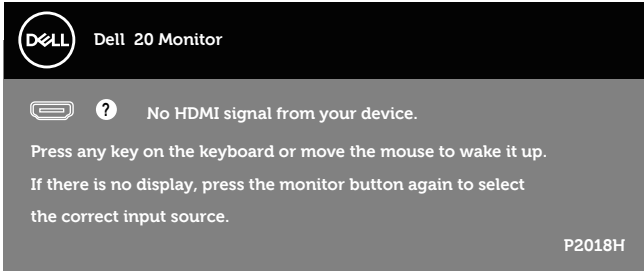 DELL
Dell 20 Monitor
? No HDMI signal from your device.
Press any key on the keyboard or move the mouse to wake it up.
If there is no display, press the monitor button again to select
the correct input source.
P2018H